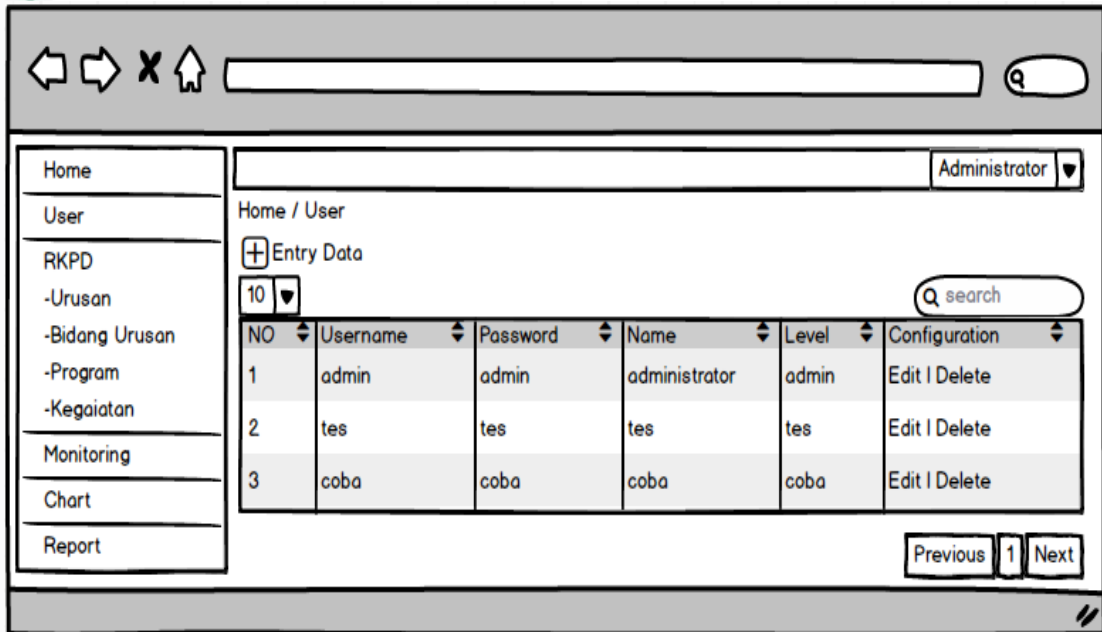 Home
User
RKPD
-Urusan
-Bidang Urusan
-Program
-Kegaiatan
Monitoring
Chart
Report
Administrator
Home / User
Entry Data
10
search
NO Username Password Name Level Configuration
1 admin admin administrator admin Edit | Delete
2 tes tes tes tes Edit | Delete
3 coba coba coba coba Edit | Delete
Previous 1 Next